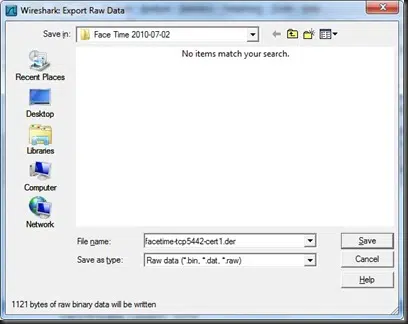 Wireshark: Export Raw Data
Save in:
Face Time 2010-07-02
No items match your search.
Recent Places
Desktop
Libraries
Computer
Network
File name:
facetime-tcp5442-cert1.der
Save
Save as type:
Raw data (*.bin, *.dat, *.raw)
Cancel
Help
1121 bytes of raw binary data will be written